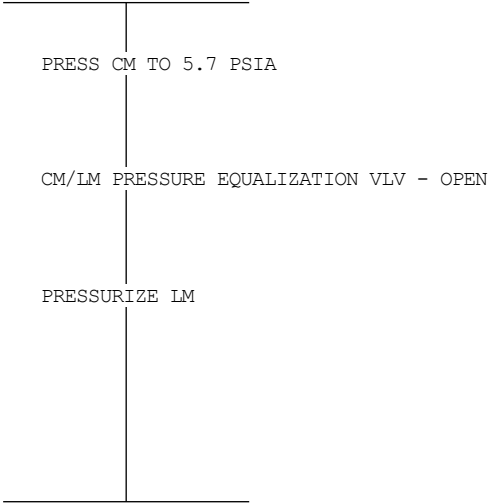 PRESS CM TO 5.7 PSIA
CM/LM PRESSURE EQUALIZATION VLV - OPEN
PRESSURIZE LM